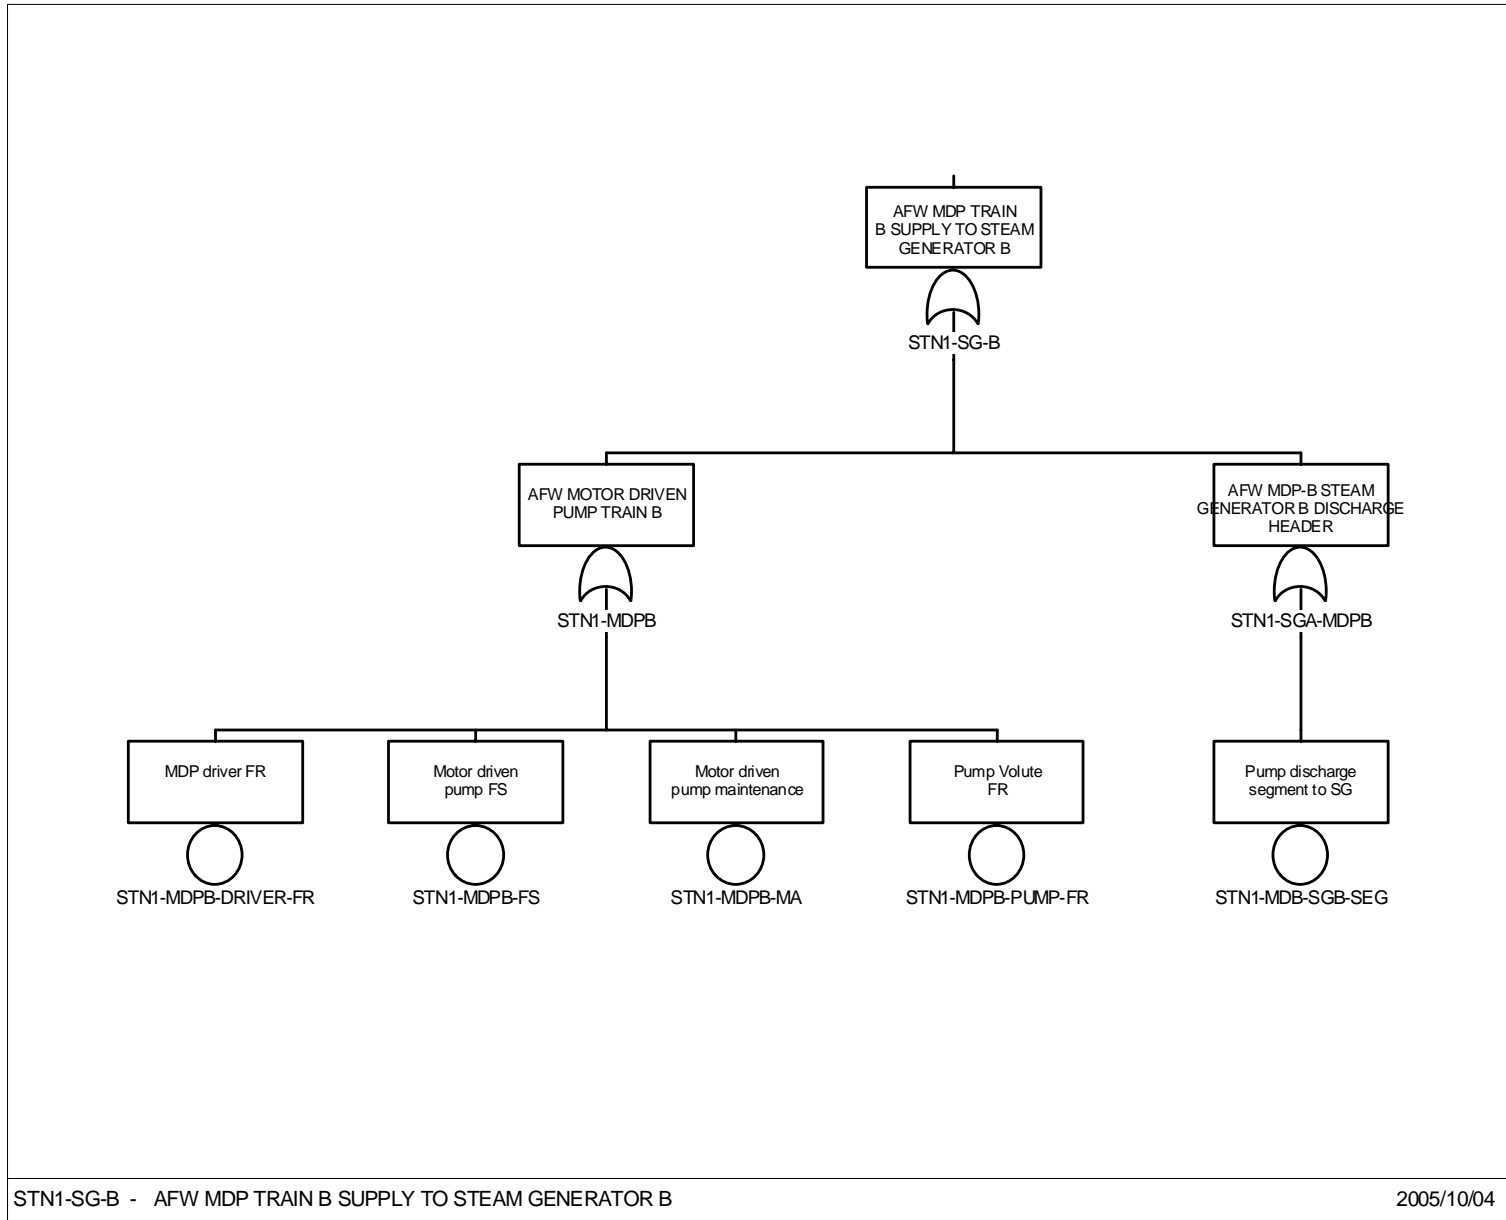 AFW MDP TRAIN
B SUPPLY TO STEAM
GENERATOR B
STN1-SG-B
AFW MOTOR DRIVEN
PUMP TRAIN B
STN1-MDPB
AFW MDP-B STEAM
GENERATOR B DISCHARGE
HEADER
STN1-SGA-MDPB
MDP driver FR
STN1-MDPB-DRIVER-FR
Motor driven
pump FS
STN1-MDPB-FS
Motor driven
pump maintenance
STN1-MDPB-MA
Pump Volute
FR
STN1-MDPB-PUMP-FR
Pump discharge
segment to SG
STN1-MDB-SGB-SEG
STN1-SG-B - AFW MDP TRAIN B SUPPLY TO STEAM GENERATOR B
2005/10/04